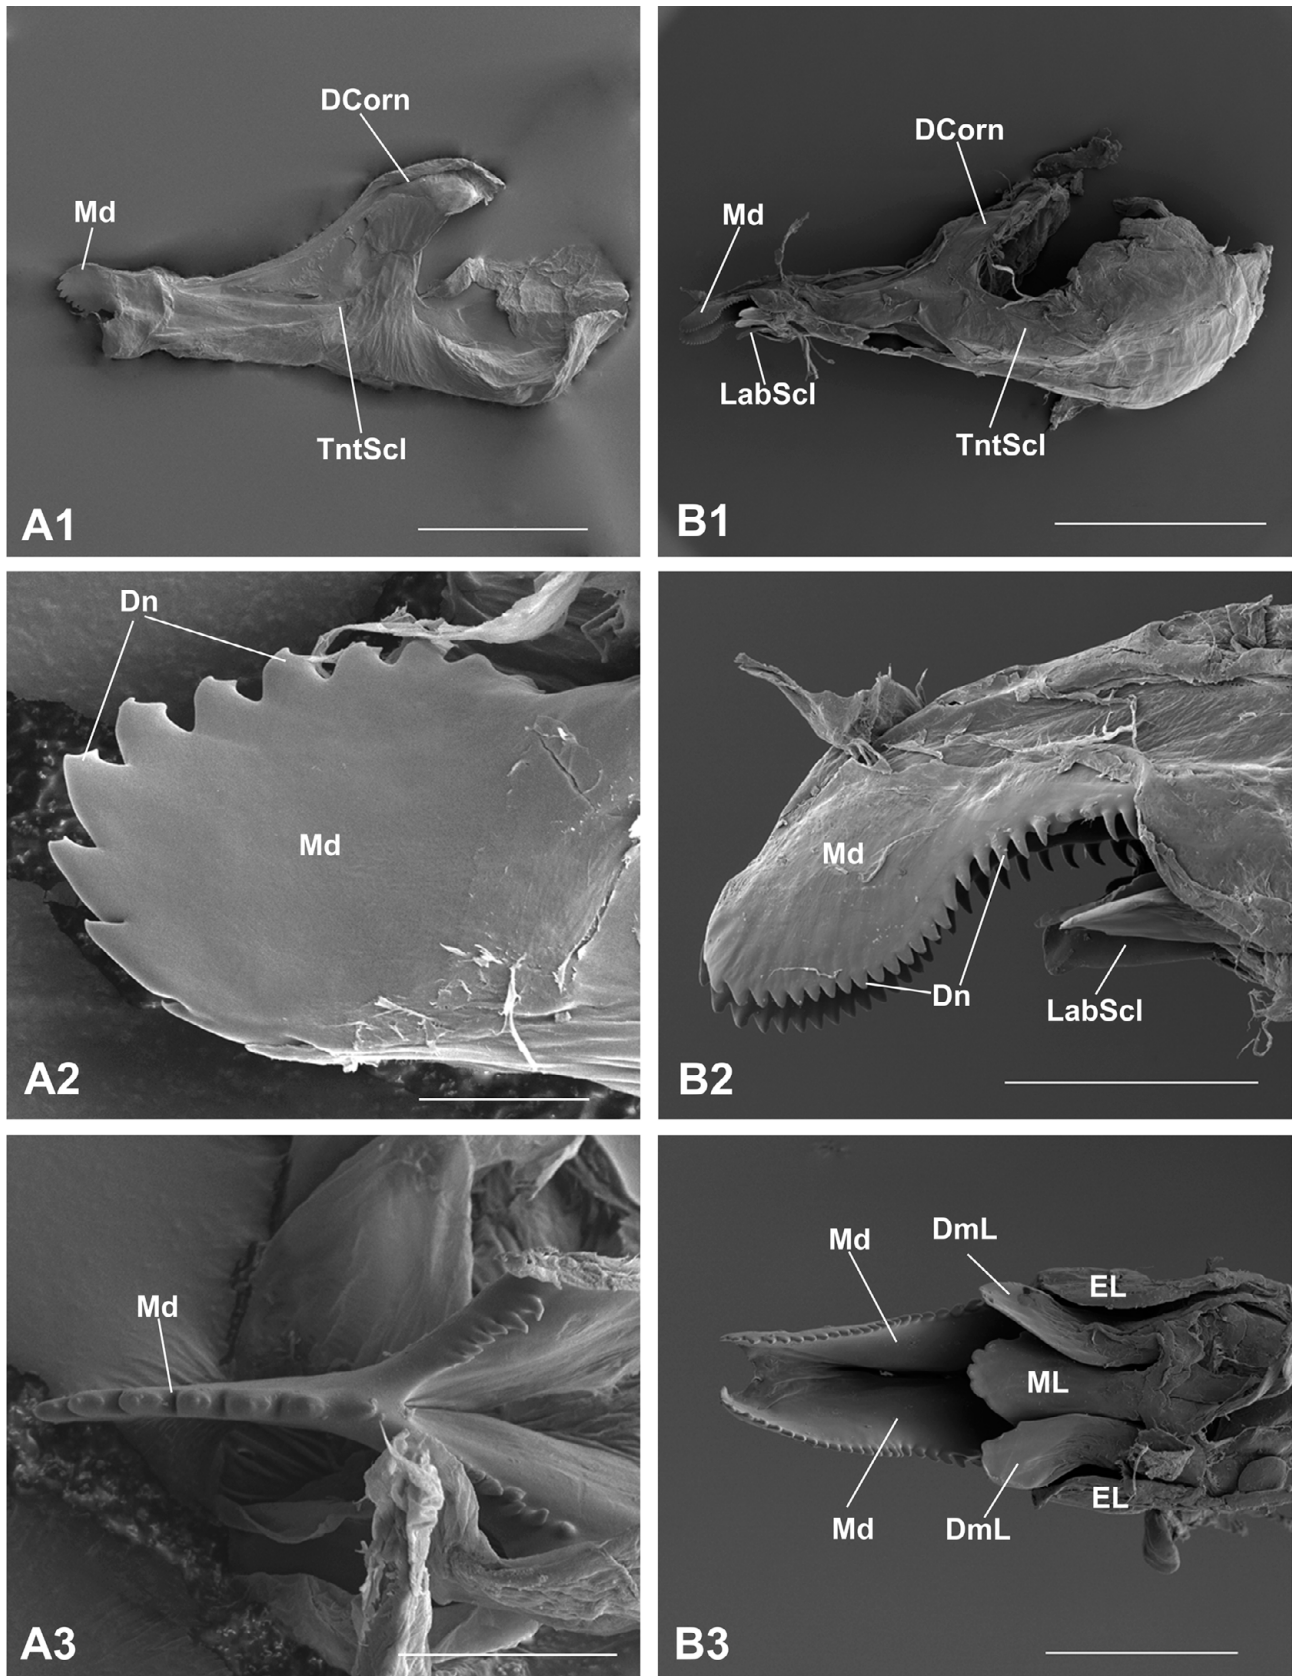 DCorn
Md
TntScl
A1
DCorn
Md
LabScl
TntScl
B1
Dn
Md
A2
Md
Dn
LabScl
B2
Md
A3
Md
DmL
EL
ML
EL
Md
DmL
B3